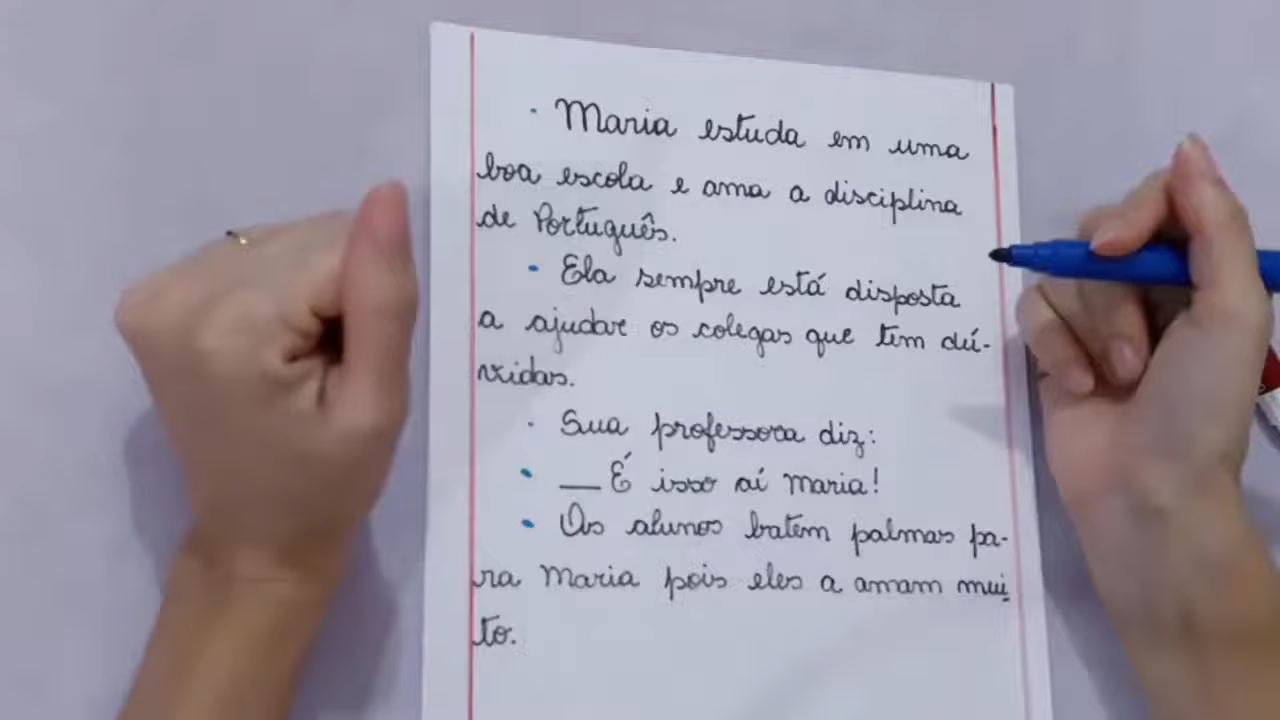 · Maria estuda em uma
boa escola e ama a disciplina
de Português.
· Ela sempre está disposta
a ajudar os colegas que tem dú-
vidas.
· Sua professora diz:
· __ É isso aí Maria!
· Os alunos batem palmas pa-
ra Maria pois eles a amam mui
to.